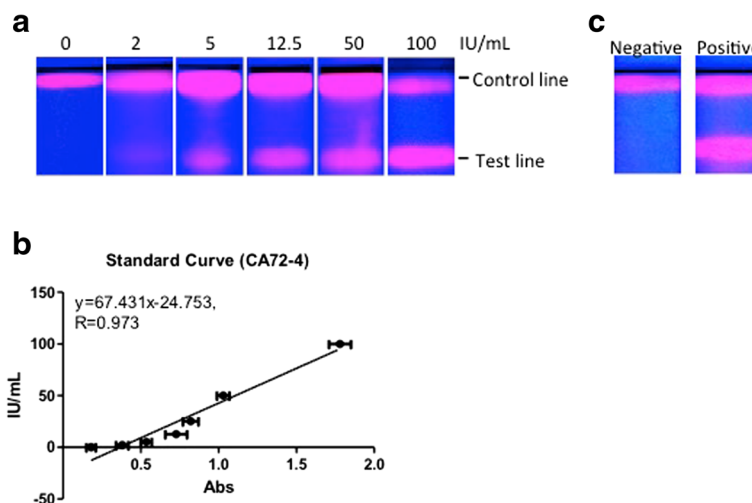 a
0 2 5 12.5 50 100 IU/mL
Control line
Test line
c
Negative Positive
b
Standard Curve (CA72-4)
y=67.431x-24.753,
R=0.973
150
100
50
0
-50
IU/mL
0.5 1.0 1.5 2.0
Abs